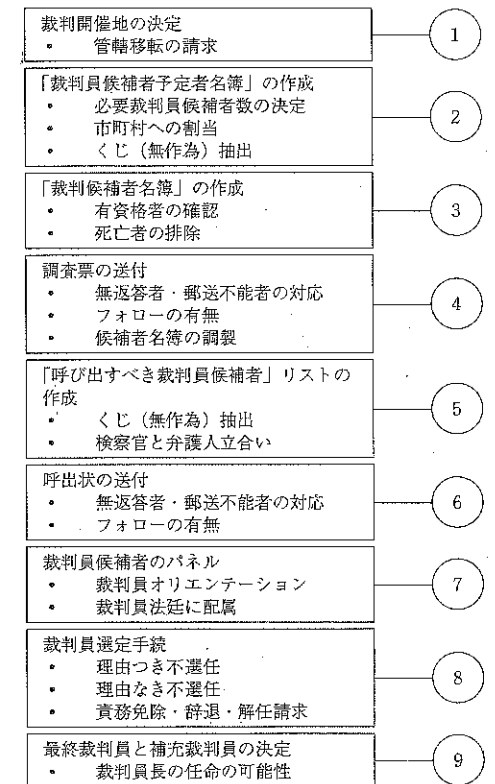 裁判開催地の決定
• 管轄移転の請求
1
「裁判員候補者予定者名簿」の作成
• 必要裁判員候補者数の決定
• 市町村への割当
• くじ（無作為）抽出
2
「裁判候補者名簿」の作成
• 有資格者の確認
• 死亡者の排除
3
調査票の送付
• 無返答者・郵送不能者の対応
• フォローの有無
• 候補者名簿の調製
4
「呼び出すべき裁判員候補者」リストの
作成
• くじ（無作為）抽出
• 検察官と弁護人立合い
5
呼出状の送付
• 無返答者・郵送不能者の対応
• フォローの有無
6
裁判員候補者のパネル
• 裁判員オリエンテーション
• 裁判員法廷に配属
7
裁判員選定手続
• 理由つき不選任
• 理由なき不選任
• 責務免除・辞退・解任請求
8
最終裁判員と補充裁判員の決定
• 裁判員長の任命の可能性
9